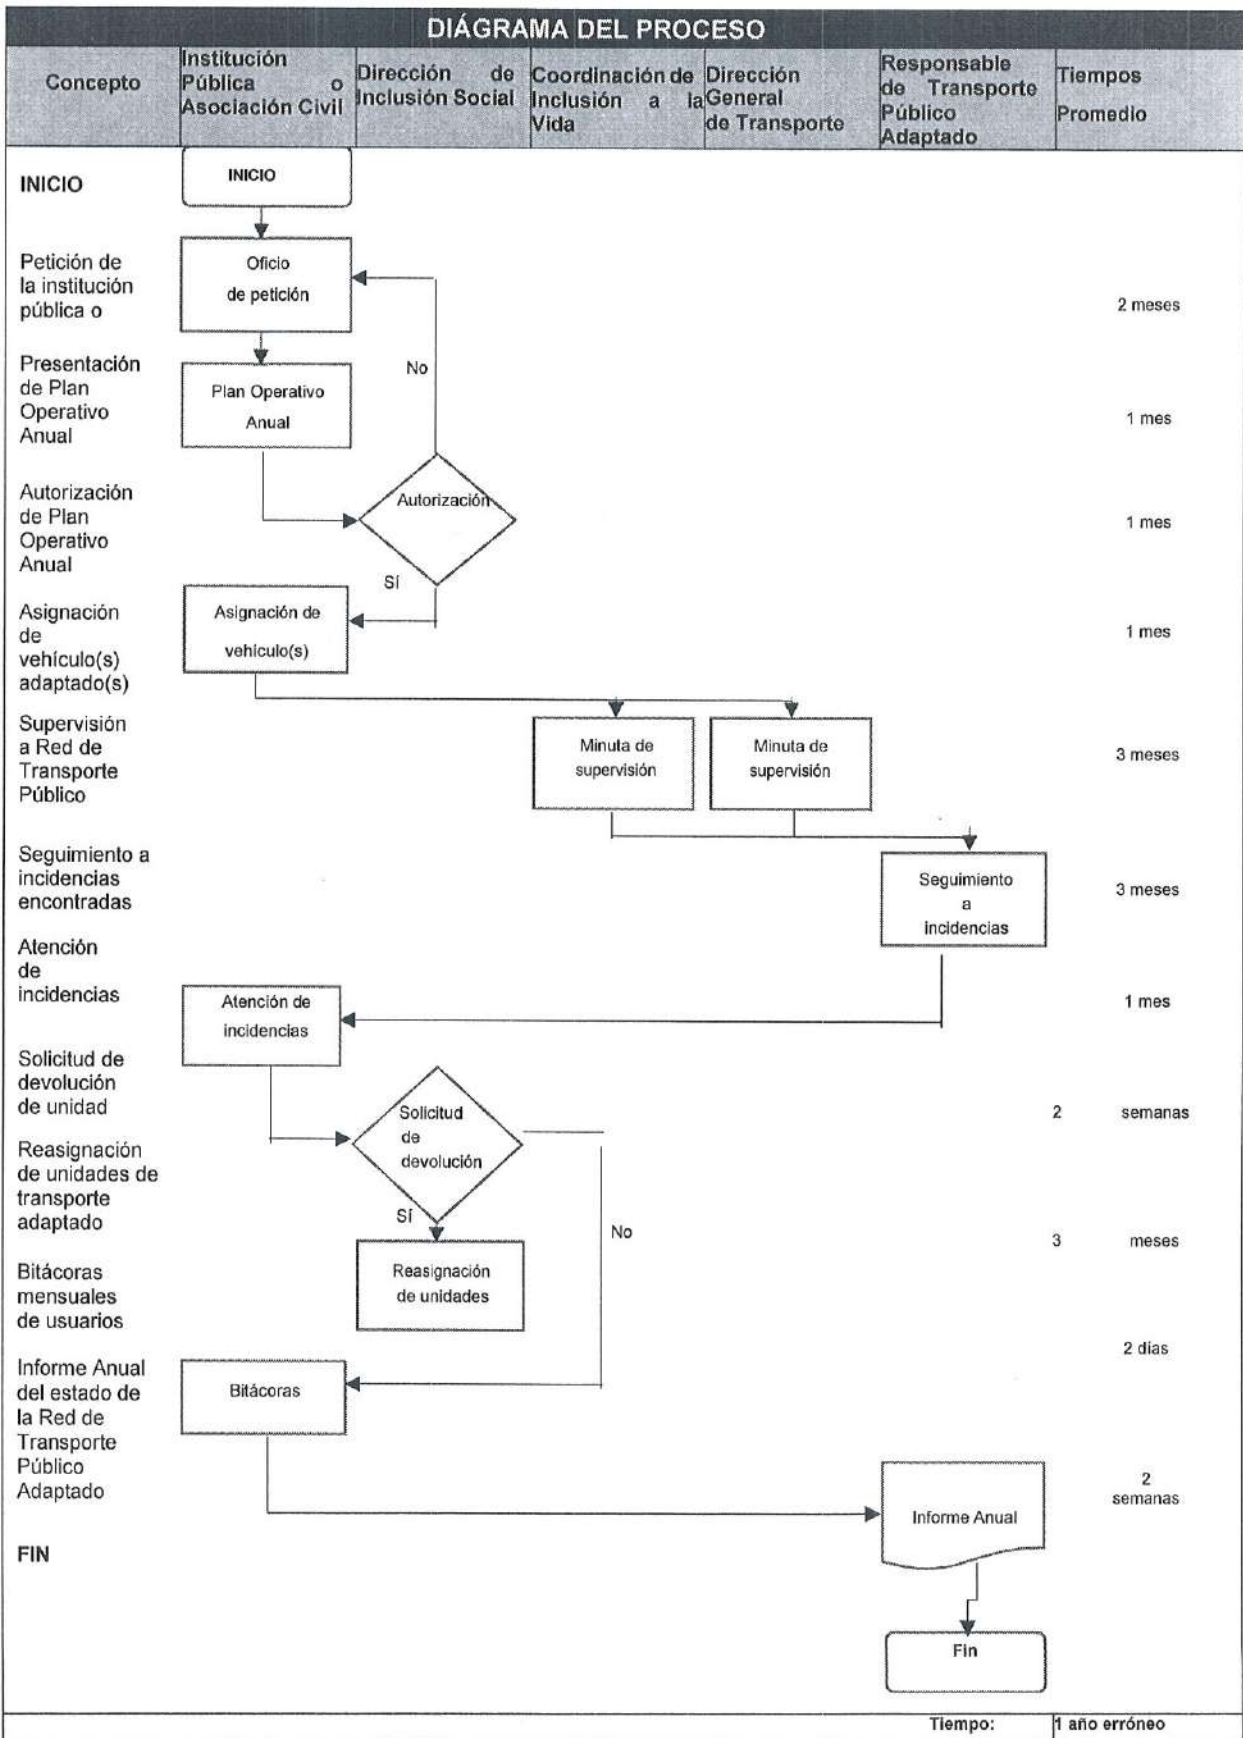 DIÁGRAMA DEL PROCESO
Concepto
Institución
Pública o
Asociación Civil
Dirección de
Inclusión Social
Coordinación de
Inclusión a la
Vida
Dirección
General
de Transporte
Responsable
de Transporte
Público
Adaptado
Tiempos
Promedio
INICIO
INICIO
Petición de
la institución
pública o
Oficio
de petición
2 meses
Presentación
de Plan
Operativo
Anual
Plan Operativo
Anual
No
1 mes
Autorización
de Plan
Operativo
Anual
Autorización
Sí
1 mes
Asignación
de
vehículo(s)
adaptado(s)
Asignación de
vehículo(s)
1 mes
Supervisión
a Red de
Transporte
Público
Minuta de
supervisión
Minuta de
supervisión
3 meses
Seguimiento a
incidencias
encontradas
Seguimiento
a
incidencias
3 meses
Atención
de
incidencias
Atención de
incidencias
1 mes
Solicitud de
devolución
de unidad
Solicitud
de
devolución
2 semanas
Reasignación
de unidades de
transporte
adaptado
Sí
No
Reasignación
de unidades
3 meses
Bitácoras
mensuales
de usuarios
Bitácoras
2 días
Informe Anual
del estado de
la Red de
Transporte
Público
Adaptado
Informe Anual
2
semanas
FIN
Fin
Tiempo: 1 año erróneo